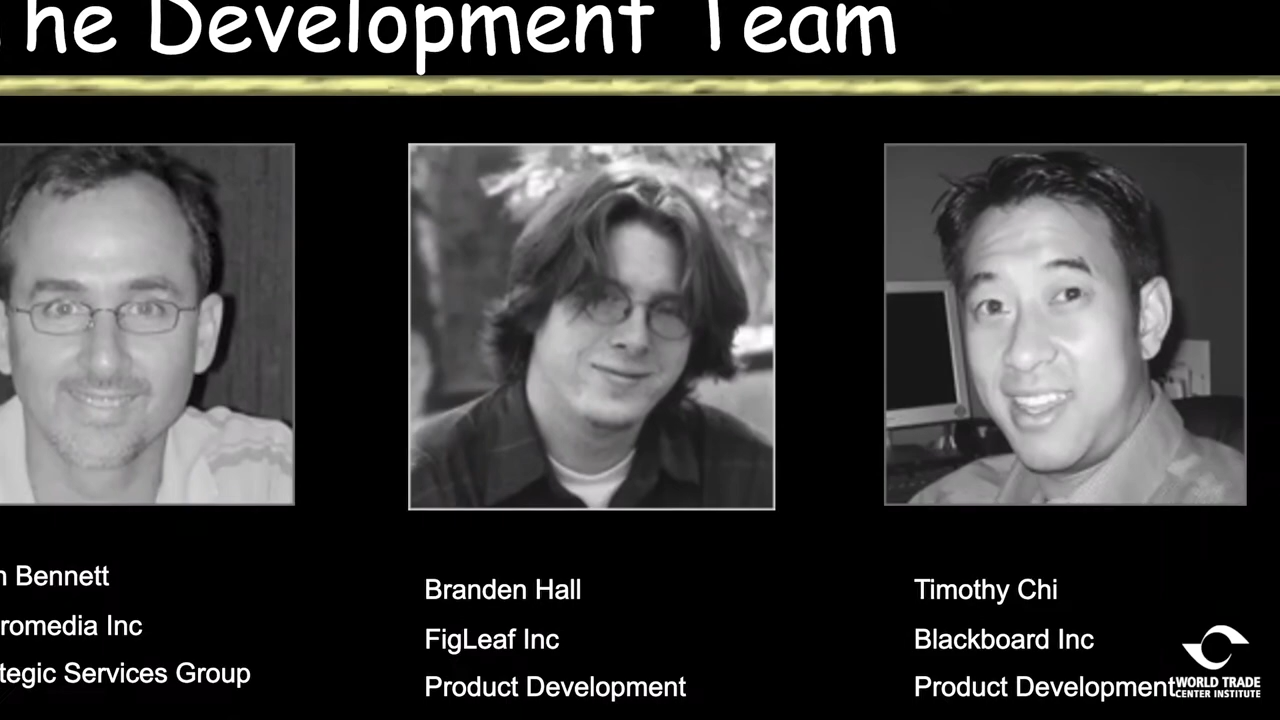 he Development Team
n Bennett
romedia Inc
tegic Services Group
Branden Hall
FigLeaf Inc
Product Development
Timothy Chi
Blackboard Inc
Product Development
WORLD TRADE
CENTER INSTITUTE